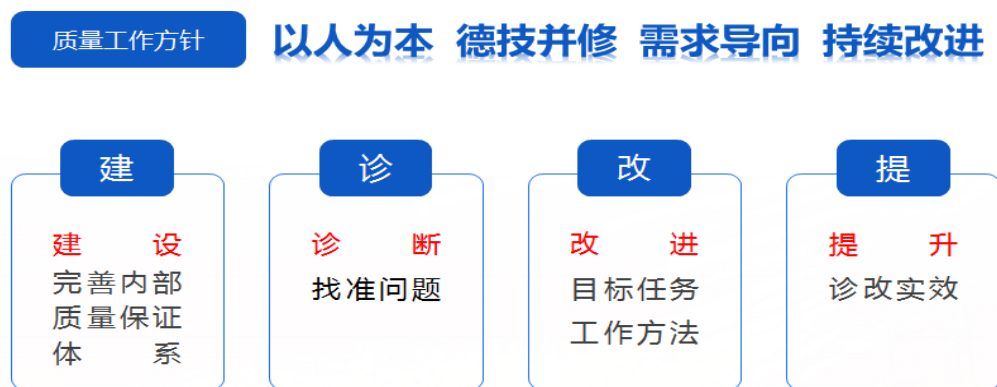 质量工作方针
以人为本 德技并修 需求导向 持续改进
建
建设
完善内部
质量保证
体系
诊
诊断
找准问题
改
改进
目标任务
工作方法
提
提升
诊改实效